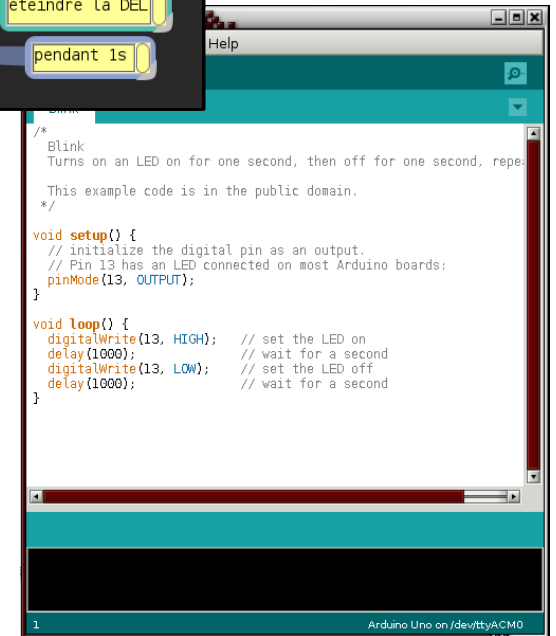 eteindre la DEL
pendant 1s
Help
Blink
/*
Blink
Turns on an LED on for one second, then off for one second, repea
This example code is in the public domain.
*/
void setup() {
// initialize the digital pin as an output.
// Pin 13 has an LED connected on most Arduino boards:
pinMode(13, OUTPUT);
}
void loop() {
digitalWrite(13, HIGH); // set the LED on
delay(1000); // wait for a second
digitalWrite(13, LOW); // set the LED off
delay(1000); // wait for a second
}
1 Arduino Uno on /dev/ttyACM0